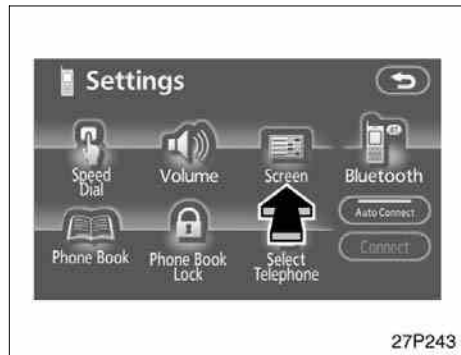 Settings
Speed
Dial
Volume
Screen
Bluetooth
Auto Connect
Phone Book
Phone Book
Lock
Select
Telephone
Connect
27P243